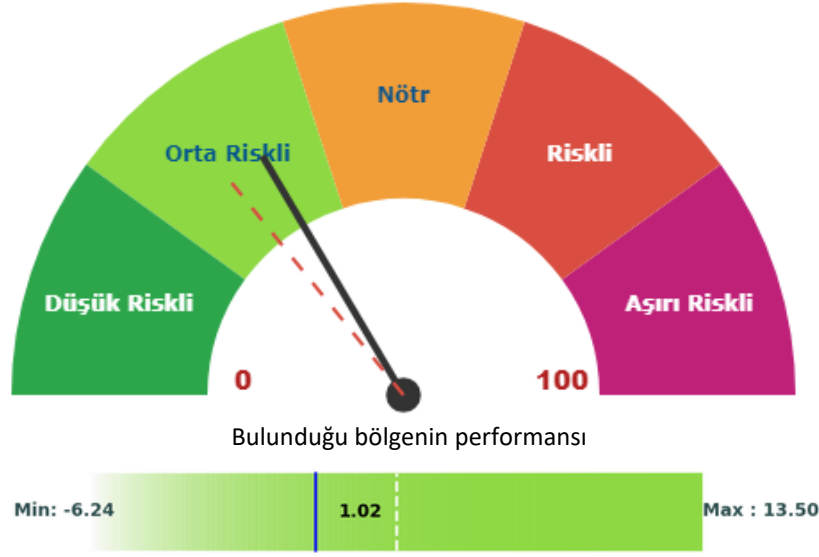 Nötr
Orta Riskli
Riskli
Düşük Riskli
Aşırı Riskli
0
100
Bulunduğu bölgenin performansı
Min: -6.24
1.02
Max : 13.50